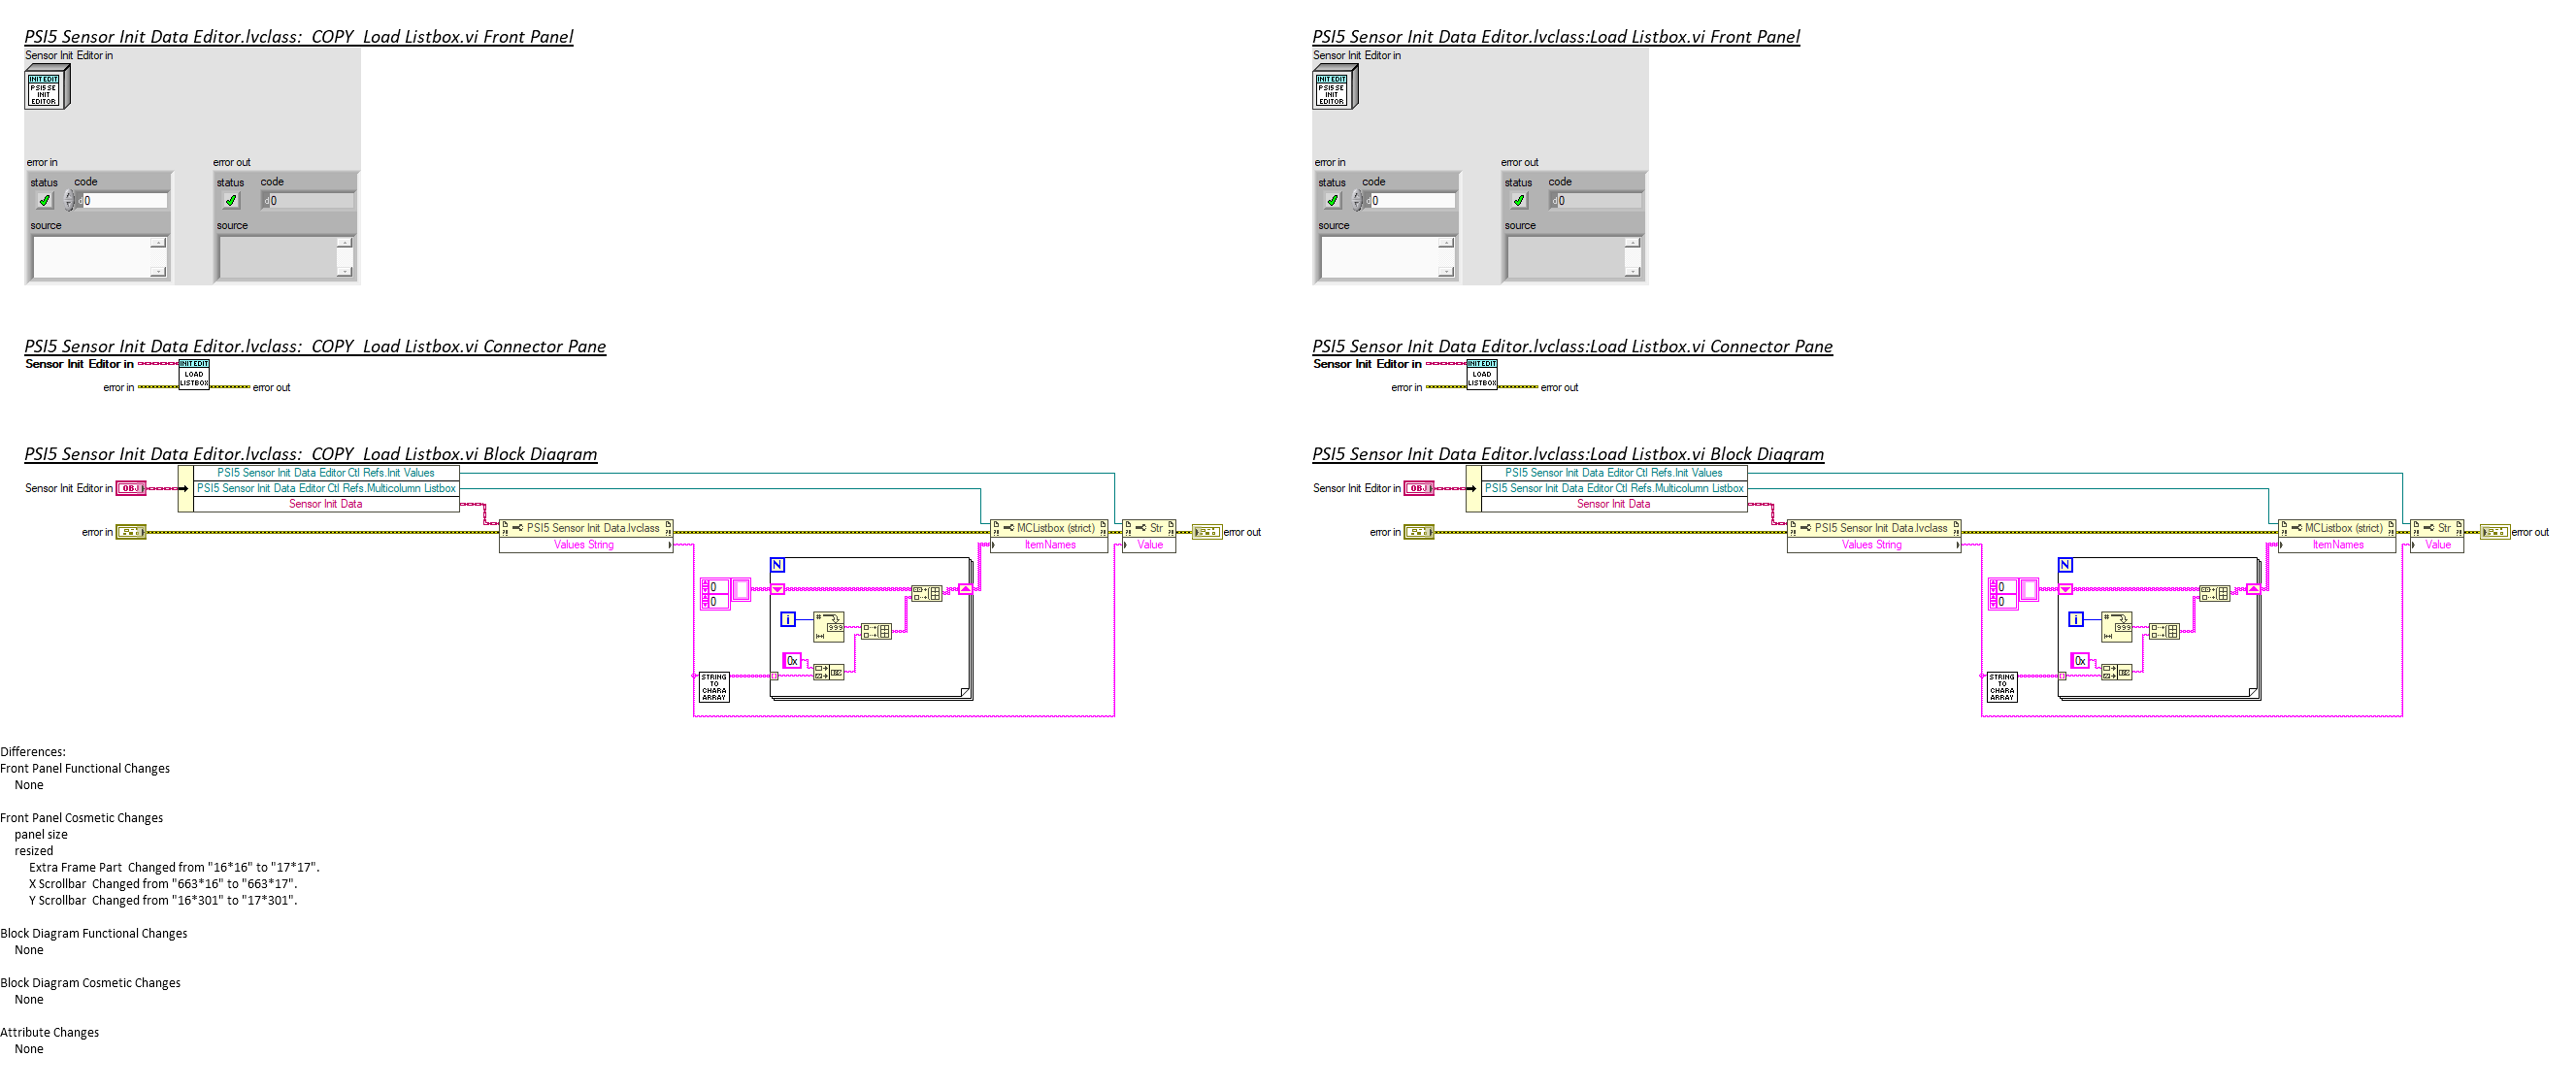 PSI5 Sensor Init Data Editor.lvclass:  COPY  Load Listbox.vi Front Panel
Sensor Init Editor in
INIT EDIT
PSI5 SE
INIT
EDITOR
error in
error out
status code
0
status code
0
source
source
PSI5 Sensor Init Data Editor.lvclass:  COPY  Load Listbox.vi Connector Pane
Sensor Init Editor in
INIT EDIT
LOAD
LISTBOX
error in
error out
PSI5 Sensor Init Data Editor.lvclass:  COPY  Load Listbox.vi Block Diagram
PSI5 Sensor Init Data Editor Ctl Refs.Init Values
Sensor Init Editor in
OBJ
PSI5 Sensor Init Data Editor Ctl Refs.Multicolumn Listbox
Sensor Init Data
error in
PSI5 Sensor Init Data.lvclass
Values String
MCListbox (strict)
ItemNames
Str
Value
error out
N
0
0
i
#
999
0x
STRING
TO
CHARA
ARRAY
PSI5 Sensor Init Data Editor.lvclass:Load Listbox.vi Front Panel
Sensor Init Editor in
INIT EDIT
PSI5 SE
INIT
EDITOR
error in
error out
status code
0
status code
0
source
source
PSI5 Sensor Init Data Editor.lvclass:Load Listbox.vi Connector Pane
Sensor Init Editor in
INIT EDIT
LOAD
LISTBOX
error in
error out
PSI5 Sensor Init Data Editor.lvclass:Load Listbox.vi Block Diagram
PSI5 Sensor Init Data Editor Ctl Refs.Init Values
Sensor Init Editor in
OBJ
PSI5 Sensor Init Data Editor Ctl Refs.Multicolumn Listbox
Sensor Init Data
error in
PSI5 Sensor Init Data.lvclass
Values String
MCListbox (strict)
ItemNames
Str
Value
error out
N
0
0
i
#
999
0x
STRING
TO
CHARA
ARRAY
Differences:
Front Panel Functional Changes
None
Front Panel Cosmetic Changes
panel size
resized
Extra Frame Part  Changed from "16*16" to "17*17".
X Scrollbar  Changed from "663*16" to "663*17".
Y Scrollbar  Changed from "16*301" to "17*301".
Block Diagram Functional Changes
None
Block Diagram Cosmetic Changes
None
Attribute Changes
None